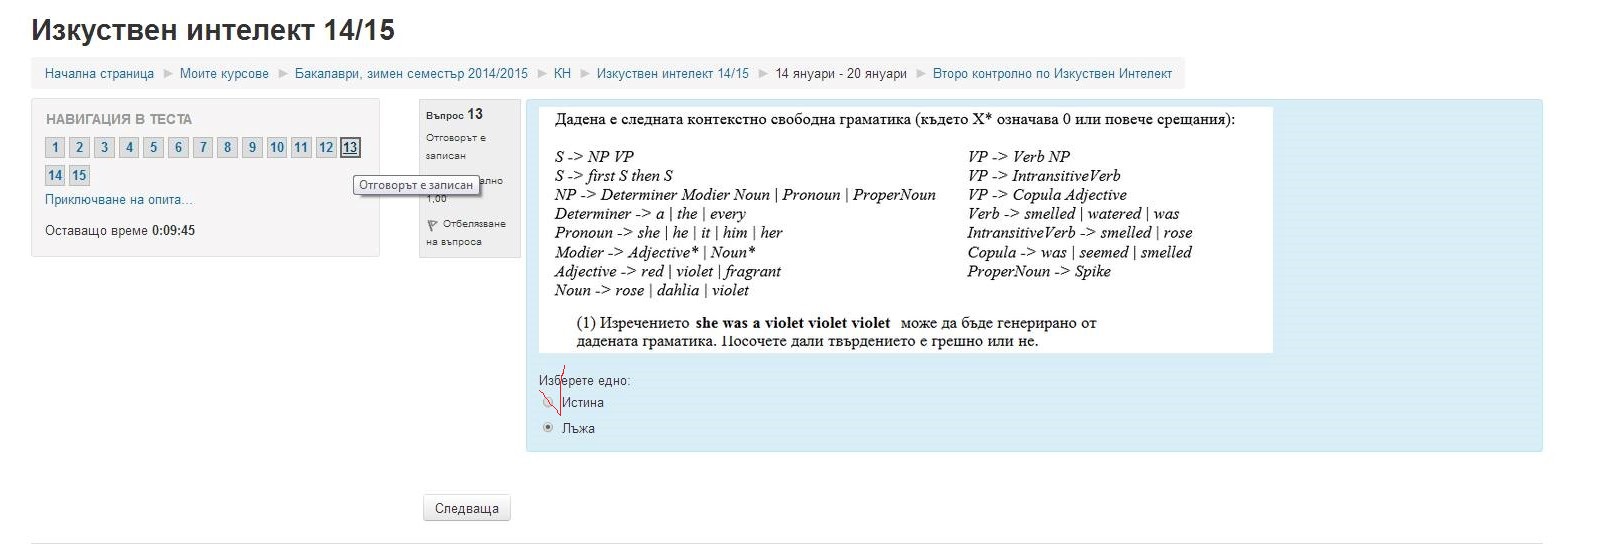 Изкуствен интелект 14/15
Начална страница ► Моите курсове ► Бакалаври, зимен семестър 2014/2015 ► КН ► Изкуствен интелект 14/15 ► 14 януари - 20 януари ► Второ контролно по Изкуствен Интелект
НАВИГАЦИЯ В ТЕСТА
1 2 3 4 5 6 7 8 9 10 11 12 13
14 15
Приключване на опита...
Оставащо време 0:09:45
Отговорът е записан
Въпрос 13
Отговорът е
записан
ално
1,00
Отбелязване
на въпроса
Дадена е следната контекстно свободна граматика (където X* означава 0 или повече срещания):
S -> NP VP
S -> first S then S
NP -> Determiner Modier Noun | Pronoun | ProperNoun
Determiner -> a | the | every
Pronoun -> she | he | it | him | her
Modier -> Adjective* | Noun*
Adjective -> red | violet | fragrant
Noun -> rose | dahlia | violet
VP -> Verb NP
VP -> IntransitiveVerb
VP -> Copula Adjective
Verb -> smelled | watered | was
IntransitiveVerb -> smelled | rose
Copula -> was | seemed | smelled
ProperNoun -> Spike
(1) Изречението she was a violet violet violet може да бъде генерирано от
дадената граматика. Посочете дали твърдението е грешно или не.
Изберете едно:
Истина
Лъжа
Следваща